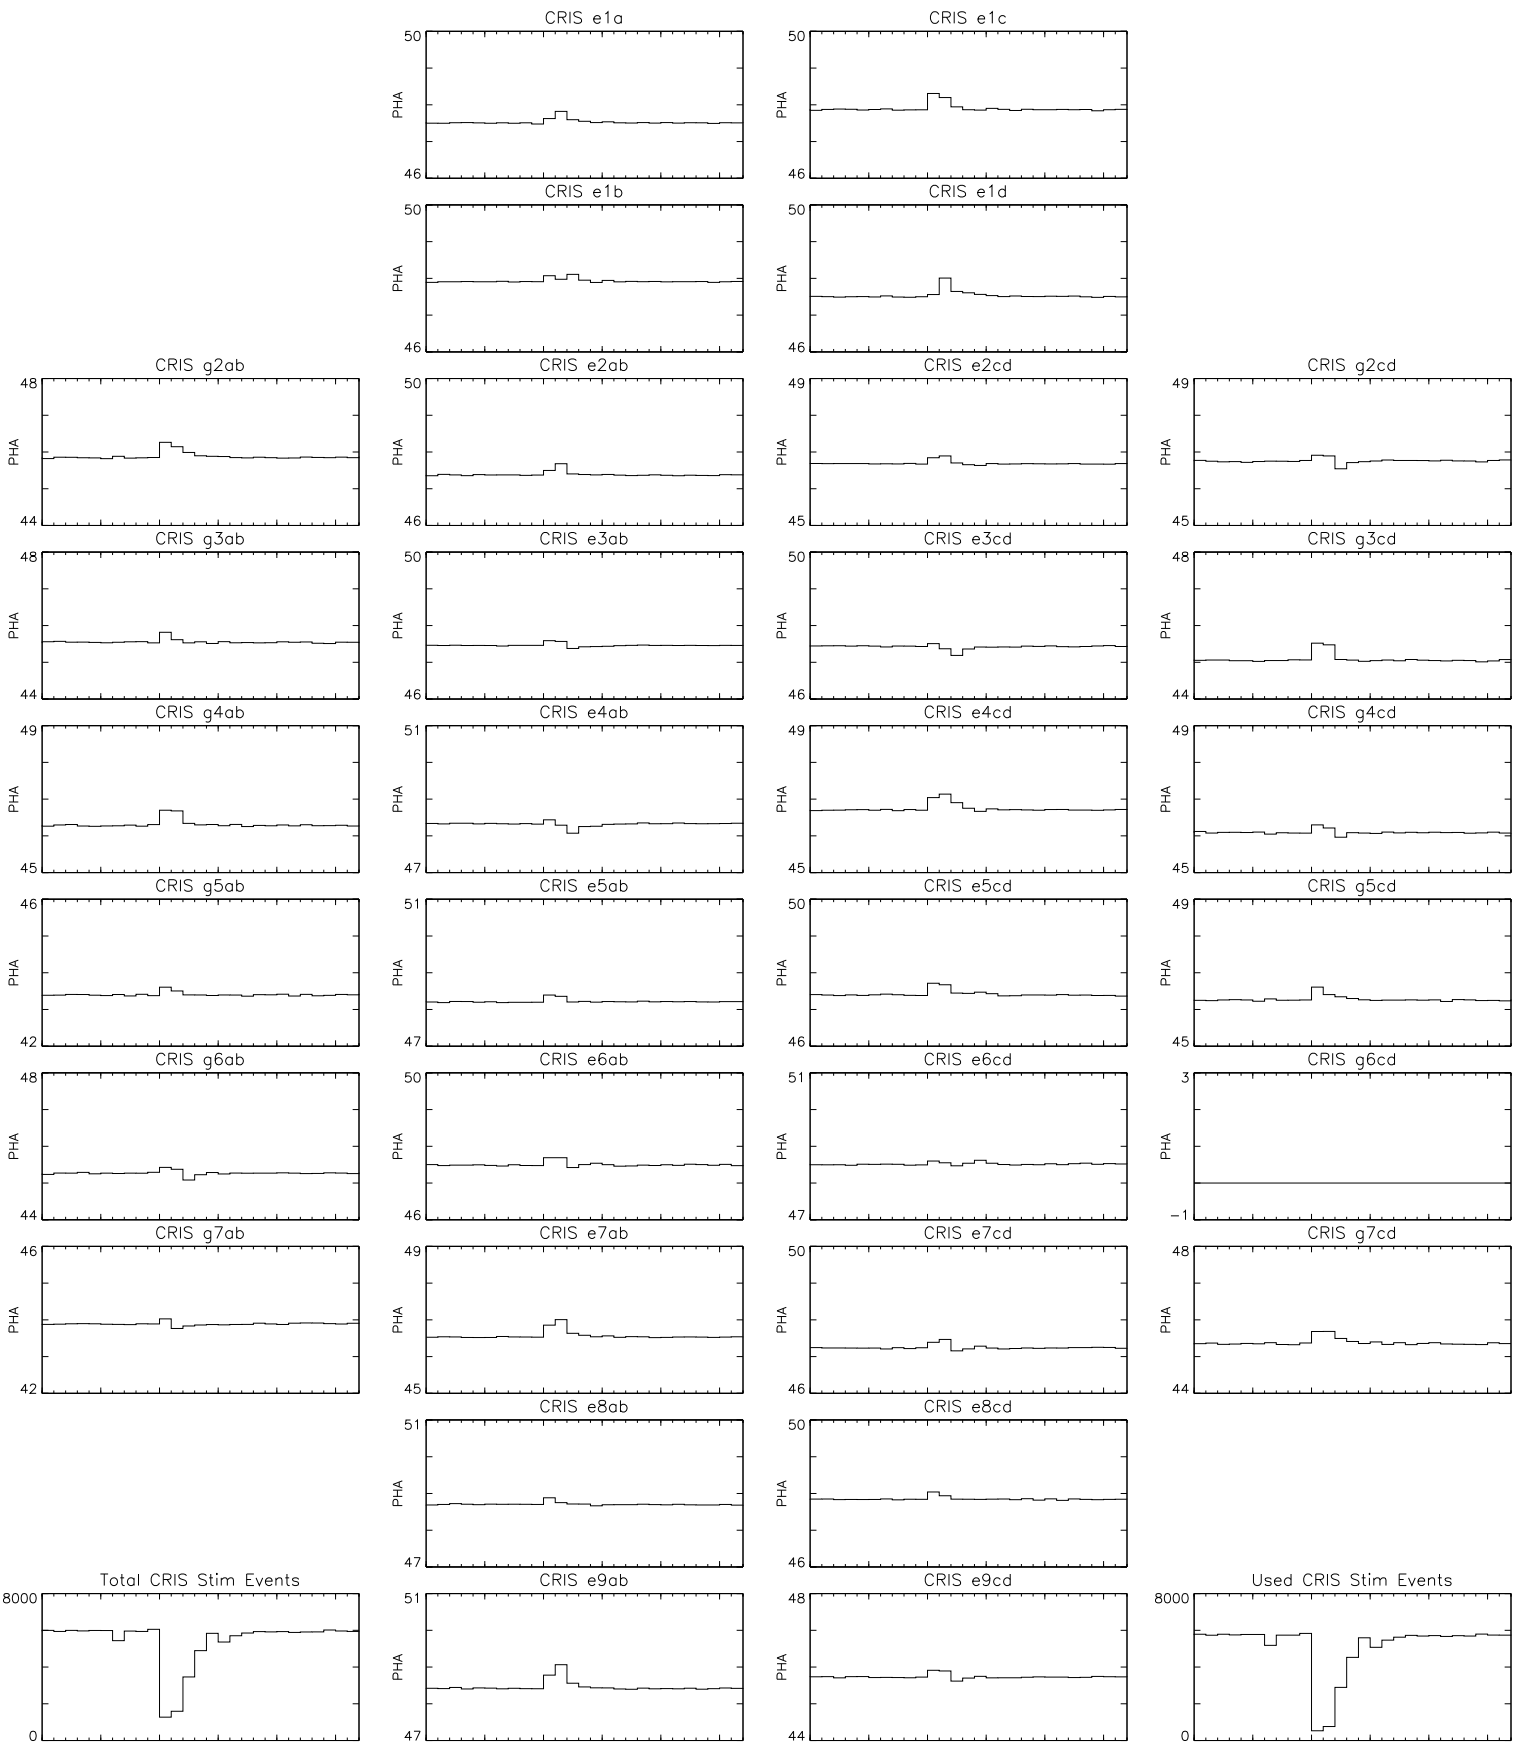 CRIS e1a
CRIS e1c
50
PHA
46
50
PHA
46
CRIS e1b
CRIS e1d
50
PHA
46
50
PHA
46
CRIS g2ab
CRIS e2ab
CRIS e2cd
CRIS g2cd
48
PHA
44
50
PHA
46
49
PHA
45
49
PHA
45
CRIS g3ab
CRIS e3ab
CRIS e3cd
CRIS g3cd
48
PHA
44
50
PHA
46
50
PHA
46
48
PHA
44
CRIS g4ab
CRIS e4ab
CRIS e4cd
CRIS g4cd
49
PHA
45
51
PHA
47
49
PHA
45
49
PHA
45
CRIS g5ab
CRIS e5ab
CRIS e5cd
CRIS g5cd
46
PHA
42
51
PHA
47
50
PHA
46
49
PHA
45
CRIS g6ab
CRIS e6ab
CRIS e6cd
CRIS g6cd
48
PHA
44
50
PHA
46
51
PHA
47
3
PHA
-1
CRIS g7ab
CRIS e7ab
CRIS e7cd
CRIS g7cd
46
PHA
42
49
PHA
45
50
PHA
46
48
PHA
44
CRIS e8ab
CRIS e8cd
51
PHA
47
50
PHA
46
Total CRIS Stim Events
CRIS e9ab
CRIS e9cd
Used CRIS Stim Events
8000
0
51
PHA
47
48
PHA
44
8000
0